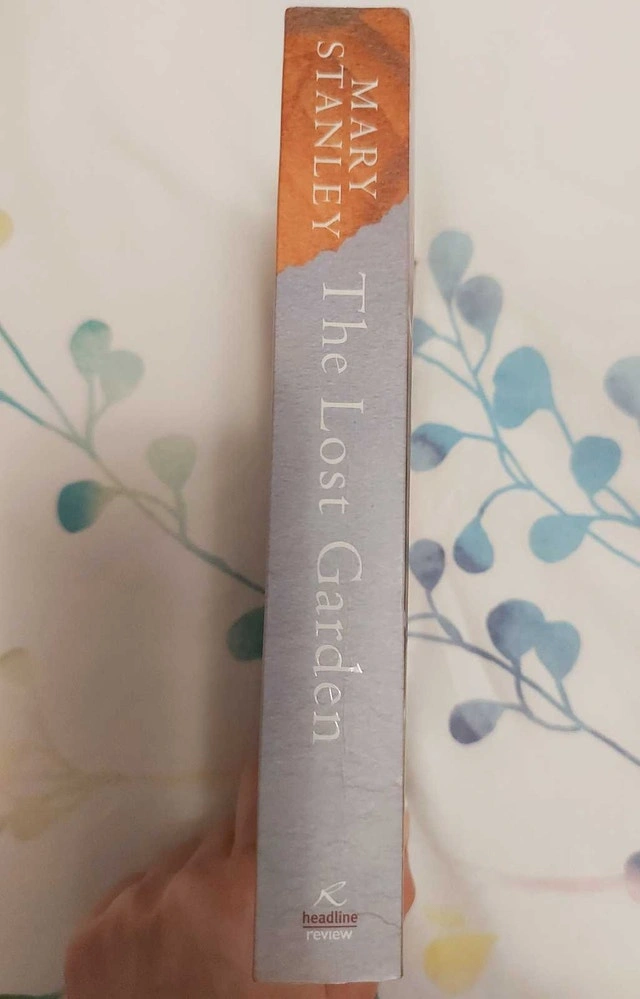 MARY
STANLEY
The Lost Garden
R
headline
review